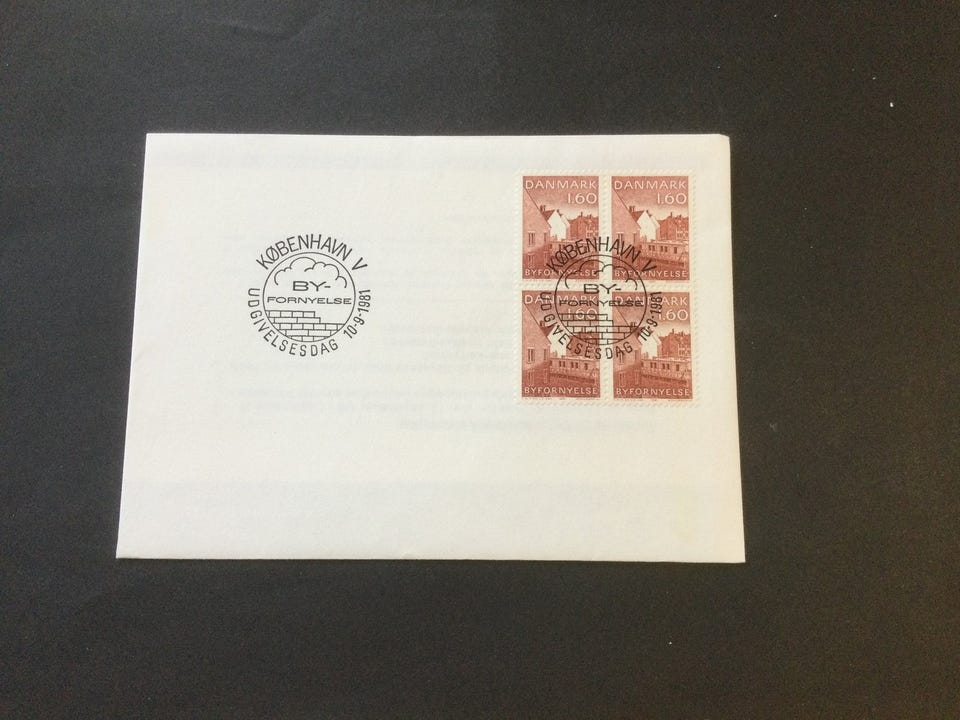 KØBENHAVN V
BY-
FORNYELSE
UDGIVELSESDAG 10-9-1981
DANMARK
1.60
BYFORNYELSE
DANMARK
1.60
BYFORNYELSE
KØBENHAVN V
BY-
FORNYELSE
UDGIVELSESDAG 10-9-1981
DANMARK
1.60
BYFORNYELSE
DANMARK
1.60
BYFORNYELSE